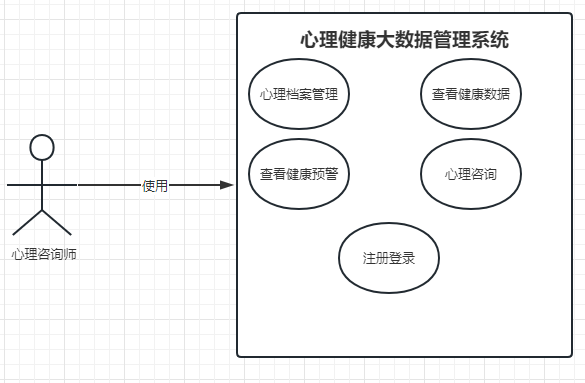 心理健康大数据管理系统
心理档案管理
查看健康数据
查看健康预警
心理咨询
使用
注册登录
心理咨询师